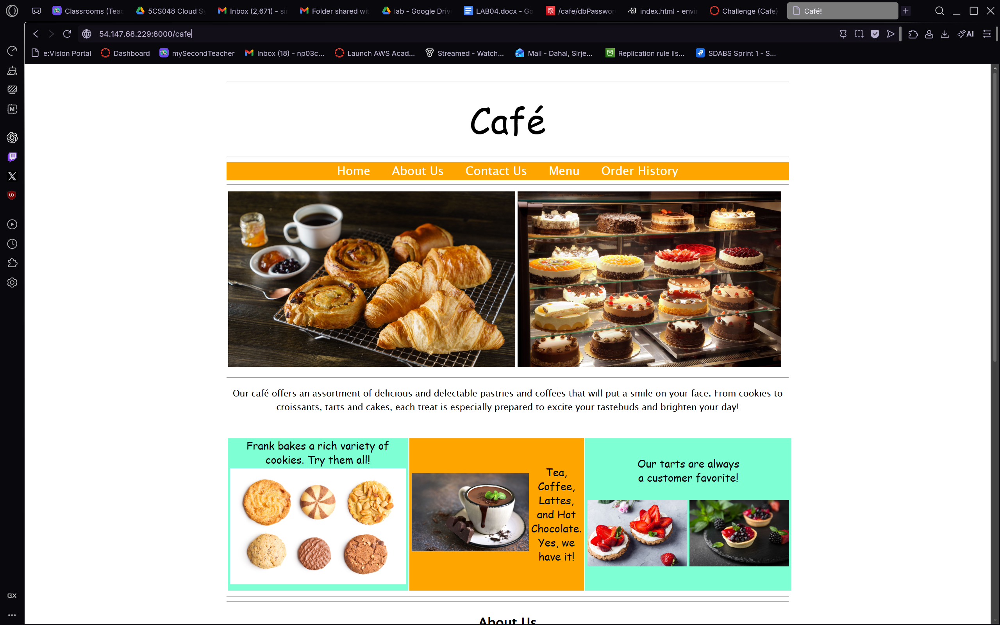 Classrooms (Teac
5CS048 Cloud Sy
Inbox (2,671) - sir
Folder shared wit
lab - Google Driv
LAB04.docx - Go
/cafe/dbPasswor
index.html - envir
Challenge (Cafe)
Café!
54.147.68.229:8000/cafe
AI
e:Vision Portal
Dashboard
mySecondTeacher
Inbox (18) - np03c...
Launch AWS Acad...
Streamed - Watch...
Mail - Dahal, Sirje...
Replication rule lis...
SDABS Sprint 1 - S...
M
GX
Café
Home About Us Contact Us Menu Order History
Our café offers an assortment of delicious and delectable pastries and coffees that will put a smile on your face. From cookies to
croissants, tarts and cakes, each treat is especially prepared to excite your tastebuds and brighten your day!
Frank bakes a rich variety of
cookies. Try them all!
Tea,
Coffee,
Lattes,
and Hot
Chocolate.
Yes, we
have it!
Our tarts are always
a customer favorite!
About Us